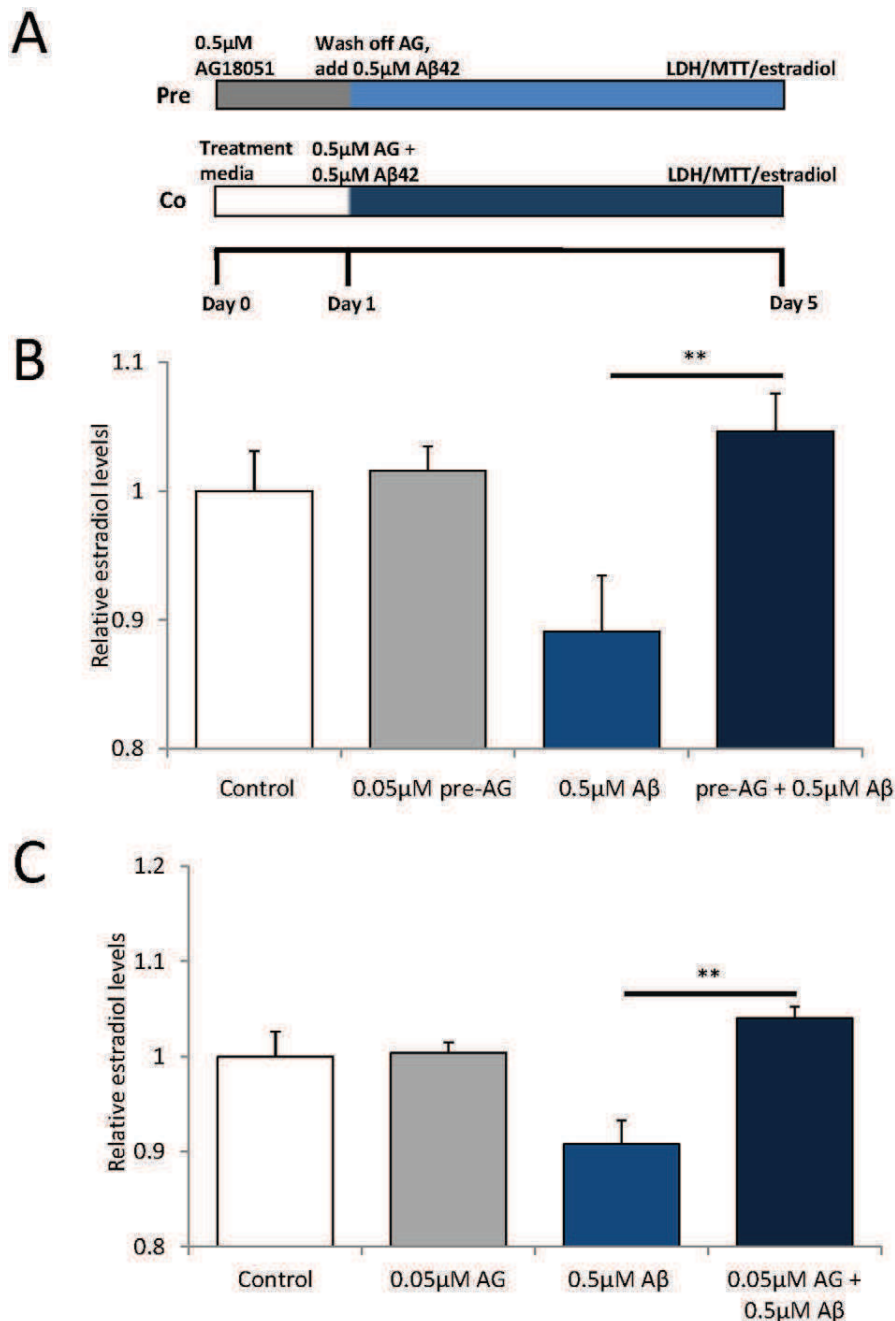 A
0.5µM
AG18051
Wash off AG,
add 0.5µM Aβ42
LDH/MTT/estradiol
Pre
Treatment
media
0.5µM AG +
0.5µM Aβ42
LDH/MTT/estradiol
Co
Day 0
Day 1
Day 5
B
Relative estradiol levelsl
1.1
1
0.9
0.8
**
Control
0.05µM pre-AG
0.5µM Aβ
pre-AG + 0.5µM Aβ
C
Relative estradiol levels
1.2
1.1
1
0.9
0.8
**
Control
0.05µM AG
0.5µM Aβ
0.05µM AG +
0.5µM Aβ